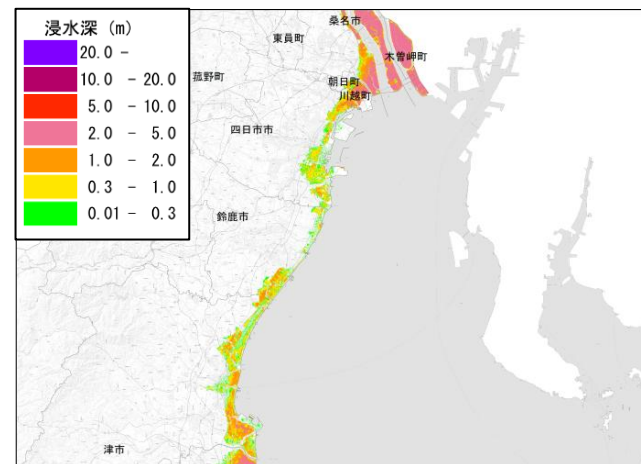 浸水深 (m)
20.0 -
10.0 - 20.0
5.0 - 10.0
2.0 - 5.0
1.0 - 2.0
0.3 - 1.0
0.01 - 0.3
桑名市
東員町
木曽岬町
菰野町
朝日町
川越町
四日市市
鈴鹿市
津市